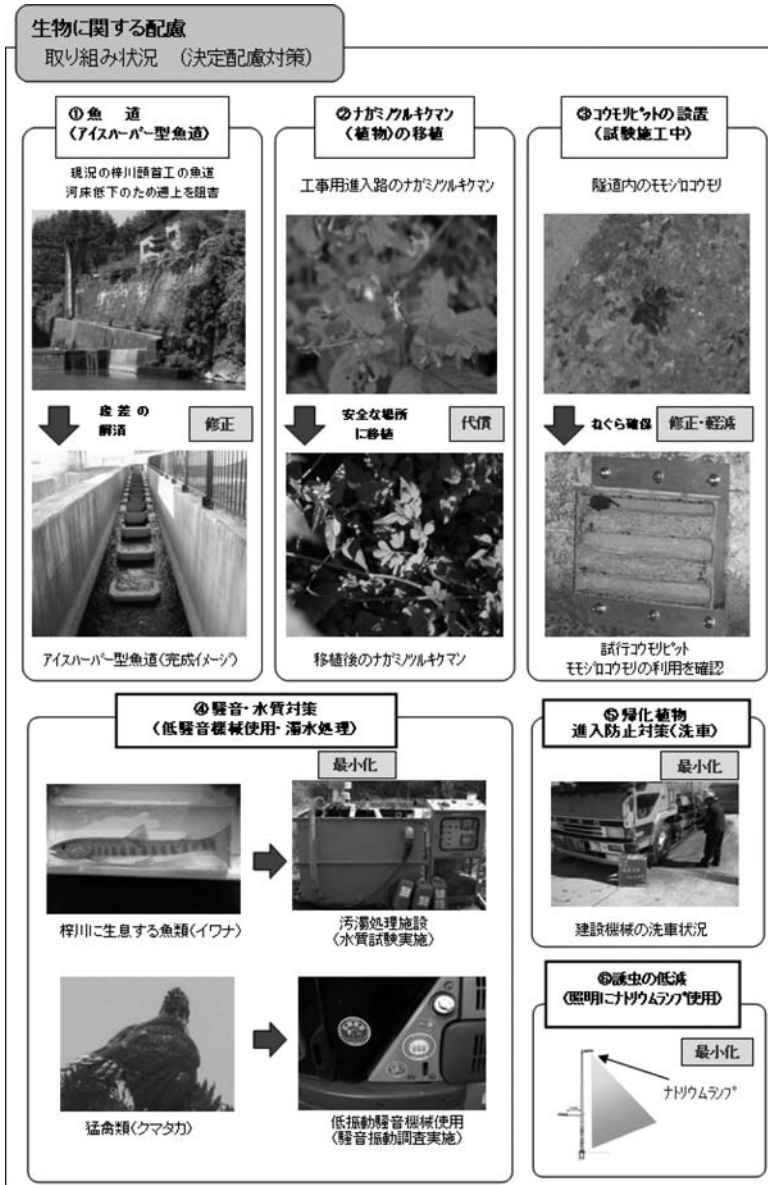 生物に関する配慮
取り組み状況 （決定配慮対策）
①魚 道
（アイスハーバー型魚道）
現況の梓川頭首工の魚道
河床低下のため遡上を阻害
落差の
解消
修正
アイスハーバー型魚道（完成イメージ）
②ナガミノツルキケマン
（植物）の移植
工事用進入路のナガミノツルキケマン
安全な場所
に移植
代償
移植後のナガミノツルキケマン
③コウモリピットの設置
（試験施工中）
隧道内のモモジロコウモリ
ねぐら確保
修正・軽減
試行コウモリピット
モモジロコウモリの利用を確認
④騒音・水質対策
（低騒音機械使用・濁水処理）
最小化
梓川に生息する魚類（イワナ）
汚濁処理施設
（水質試験実施）
猛禽類（クマタカ）
低振動騒音機械使用
（騒音振動調査実施）
⑤帰化植物
進入防止対策（洗車）
最小化
建設機械の洗車状況
⑥誘虫の低減
（照明にナトリウムランプ使用）
最小化
ナトリウムランプ